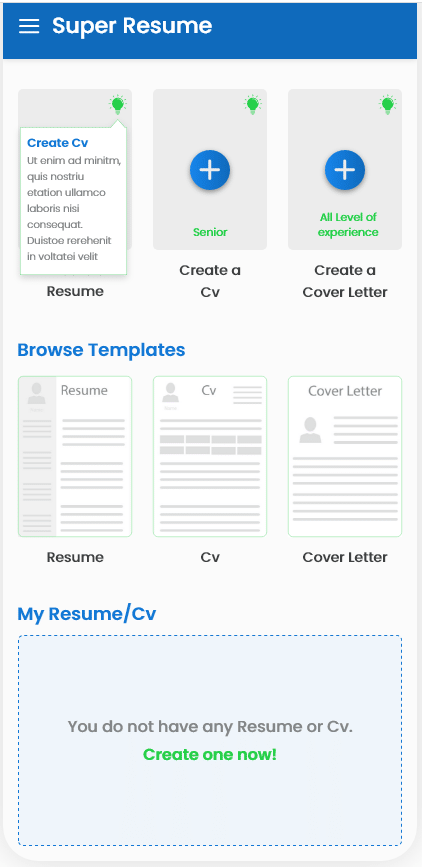 Super Resume
Create Cv
Ut enim ad minitm,
quis nostriu
etation ullamco
laboris nisi
consequat.
Duistoe rerehenit
in voltatei velit
Resume
Senior
Create a
Cv
All Level of
experience
Create a
Cover Letter
Browse Templates
Resume
Resume
Cv
Cv
Cover Letter
Cover Letter
My Resume/Cv
You do not have any Resume or Cv.
Create one now!